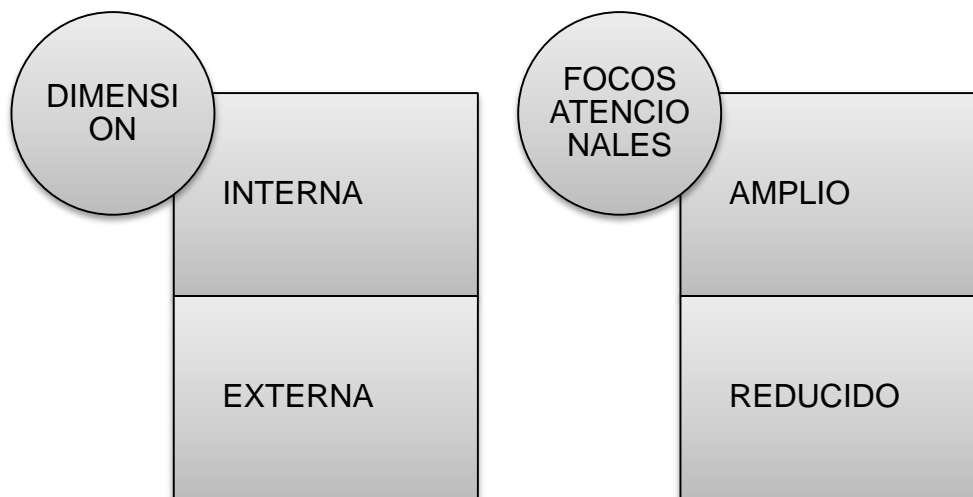 DIMENSI
ON
INTERNA
EXTERNA
FOCOS
ATENCIO
NALES
AMPLIO
REDUCIDO